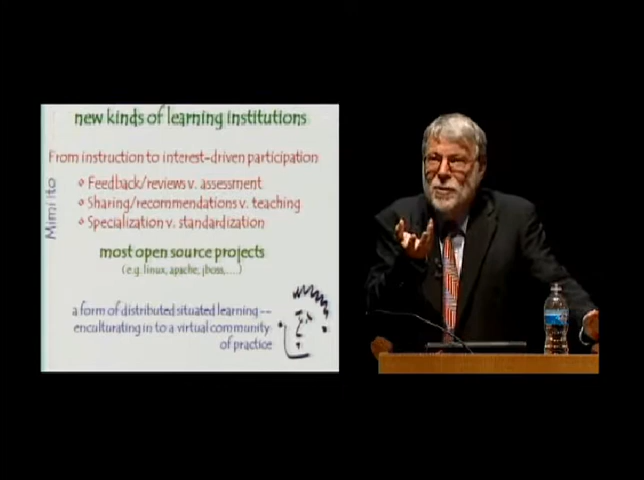 new kinds of learning institutions
From instruction to interest-driven participation
Feedback/reviews v. assessment
Sharing/recommendations v. teaching
Specialization v. standardization
Mimi Ito
most open source projects
(e.g. linux, apache, jboss,....)
a form of distributed situated learning--
enculturating in to a virtual community
of practice